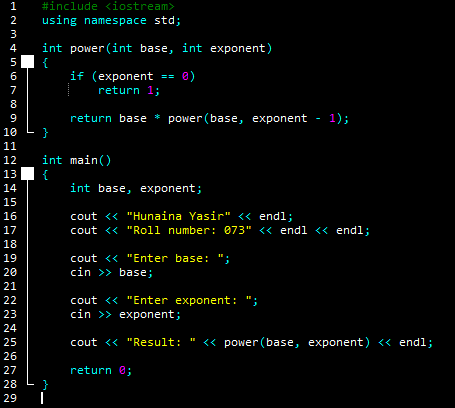 1 #include <iostream>
2 using namespace std;
3
4 int power(int base, int exponent)
5 {
6     if (exponent == 0)
7         return 1;
8
9     return base * power(base, exponent - 1);
10 }
11
12 int main()
13 {
14     int base, exponent;
15
16     cout << "Hunaina Yasir" << endl;
17     cout << "Roll number: 073" << endl << endl;
18
19     cout << "Enter base: ";
20     cin >> base;
21
22     cout << "Enter exponent: ";
23     cin >> exponent;
24
25     cout << "Result: " << power(base, exponent) << endl;
26
27     return 0;
28 }
29